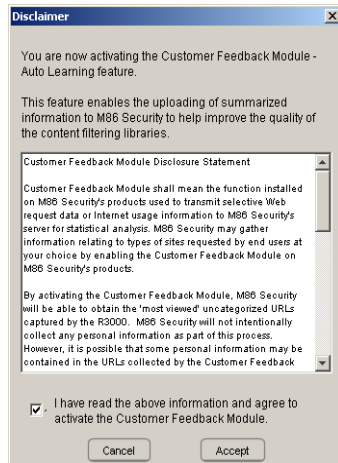 Disclaimer
You are now activating the Customer Feedback Module -
Auto Learning feature.
This feature enables the uploading of summarized
information to M86 Security to help improve the quality of
the content filtering libraries.
Customer Feedback Module Disclosure Statement
Customer Feedback Module shall mean the function installed
on M86 Security's products used to transmit selective Web
request data or Internet usage information to M86 Security's
server for statistical analysis. M86 Security may gather
information relating to types of sites requested by end users at
your choice by enabling the Customer Feedback Module on
M86 Security's products.
By activating the Customer Feedback Module, M86 Security
will be able to obtain the 'most viewed' uncategorized URLs
captured by the R3000. M86 Security will not intentionally
collect any personal information as part of this process.
However, it is possible that some personal information may be
contained in the URLs collected by the Customer Feedback
I have read the above information and agree to
activate the Customer Feedback Module.
Cancel
Accept